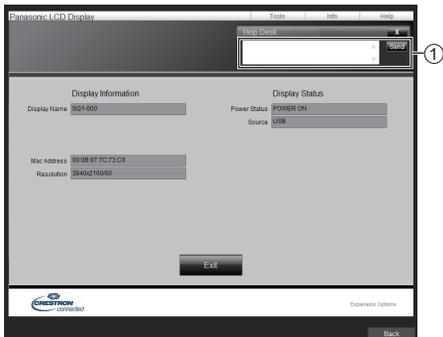 Panasonic LCD Display Tools Info Help
Help Desk X
Send
①
Display Information Display Status
Display Name SQ1-000 Power Status POWER ON
Source USB
Mac Address 00:0B:97:7C:73:C9
Resolution 3840x2160/60
Exit
CRESTRON connected Expansion Options
Back